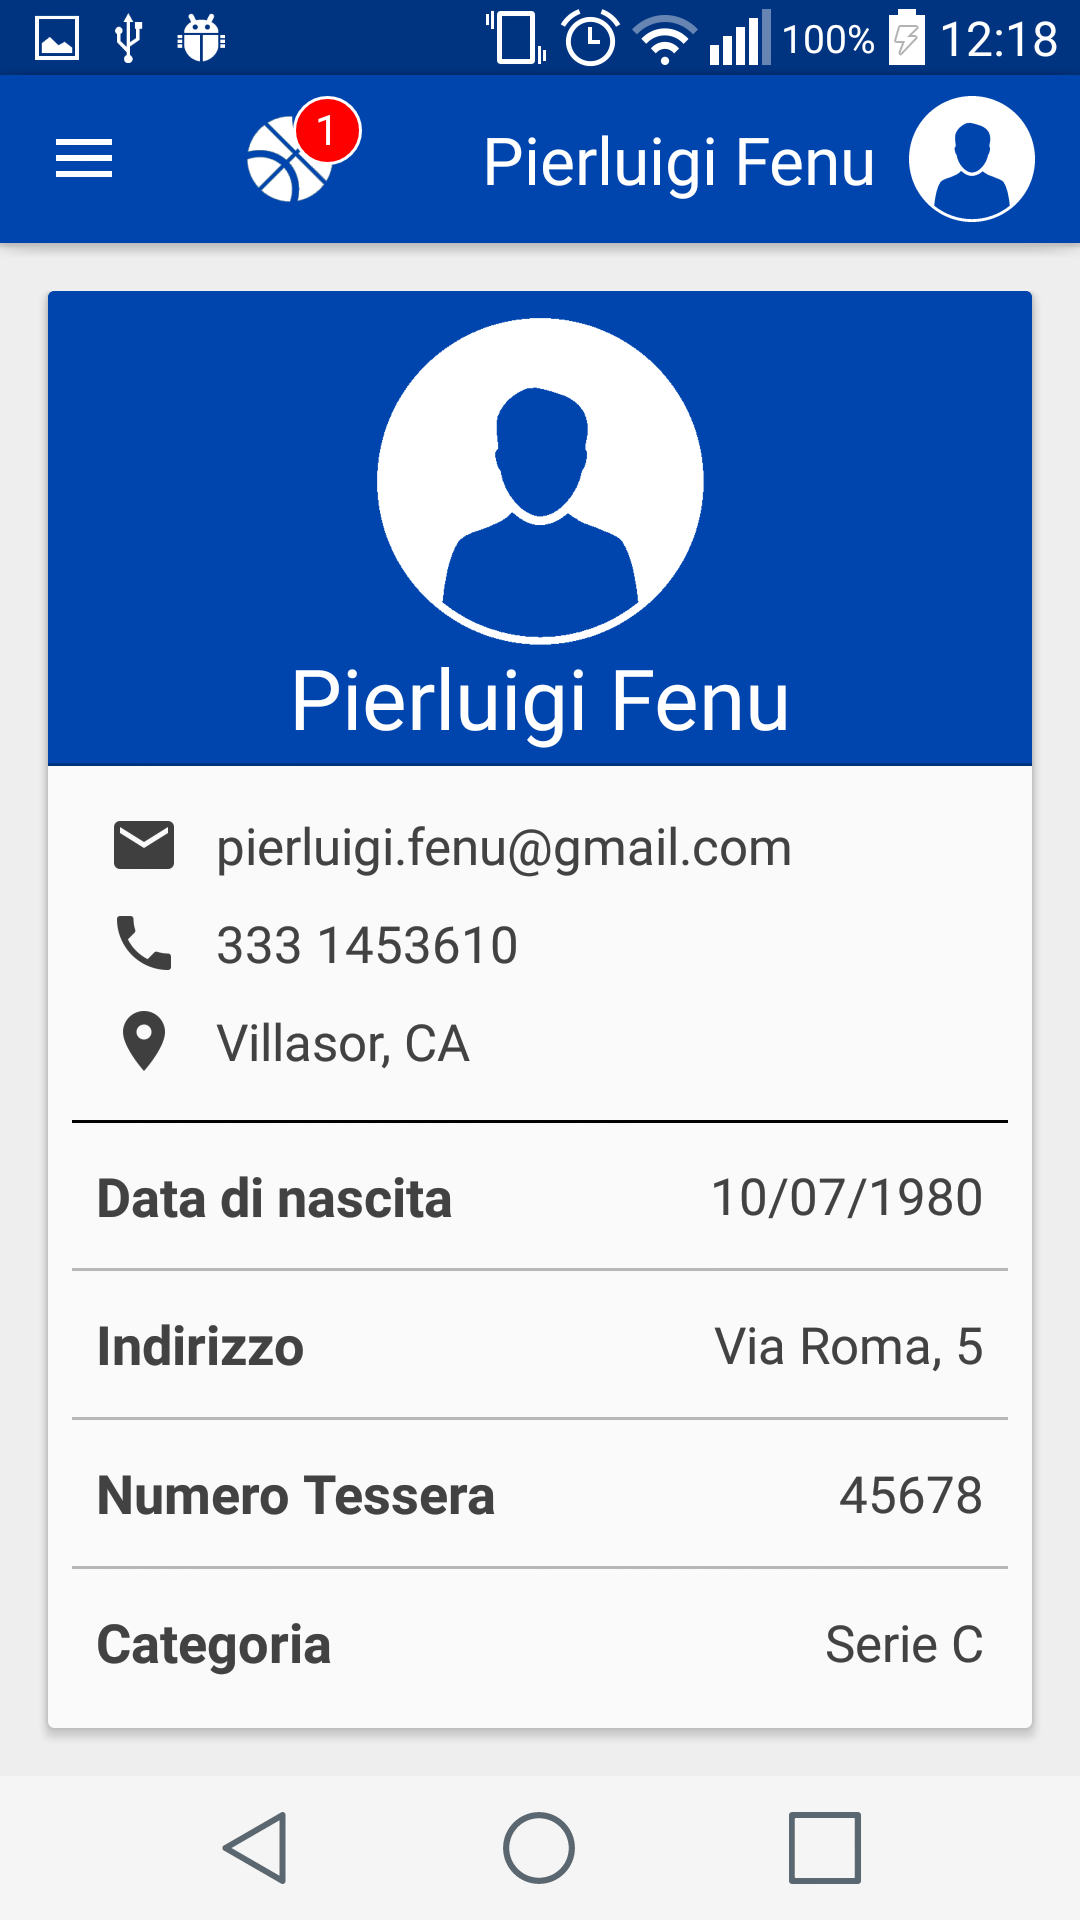 100% 12:18
1 Pierluigi Fenu
Pierluigi Fenu
pierluigi.fenu@gmail.com
333 1453610
Villasor, CA
Data di nascita 10/07/1980
Indirizzo Via Roma, 5
Numero Tessera 45678
Categoria Serie C